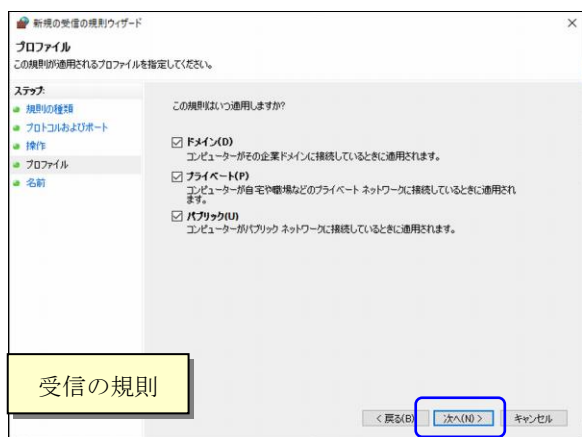 新規の受信の規則ウィザード
プロファイル
この規則が適用されるプロファイルを指定してください。
ステップ:
規則の種類
プロトコルおよびポート
操作
プロファイル
名前
この規則はいつ適用しますか?
ドメイン(D)
コンピューターがその企業ドメインに接続しているときに適用されます。
プライベート(P)
コンピューターが自宅や職場などのプライベート ネットワークに接続しているときに適用され
ます。
パブリック(U)
コンピューターがパブリック ネットワークに接続しているときに適用されます。
受信の規則
< 戻る(B)
次へ(N) >
キャンセル